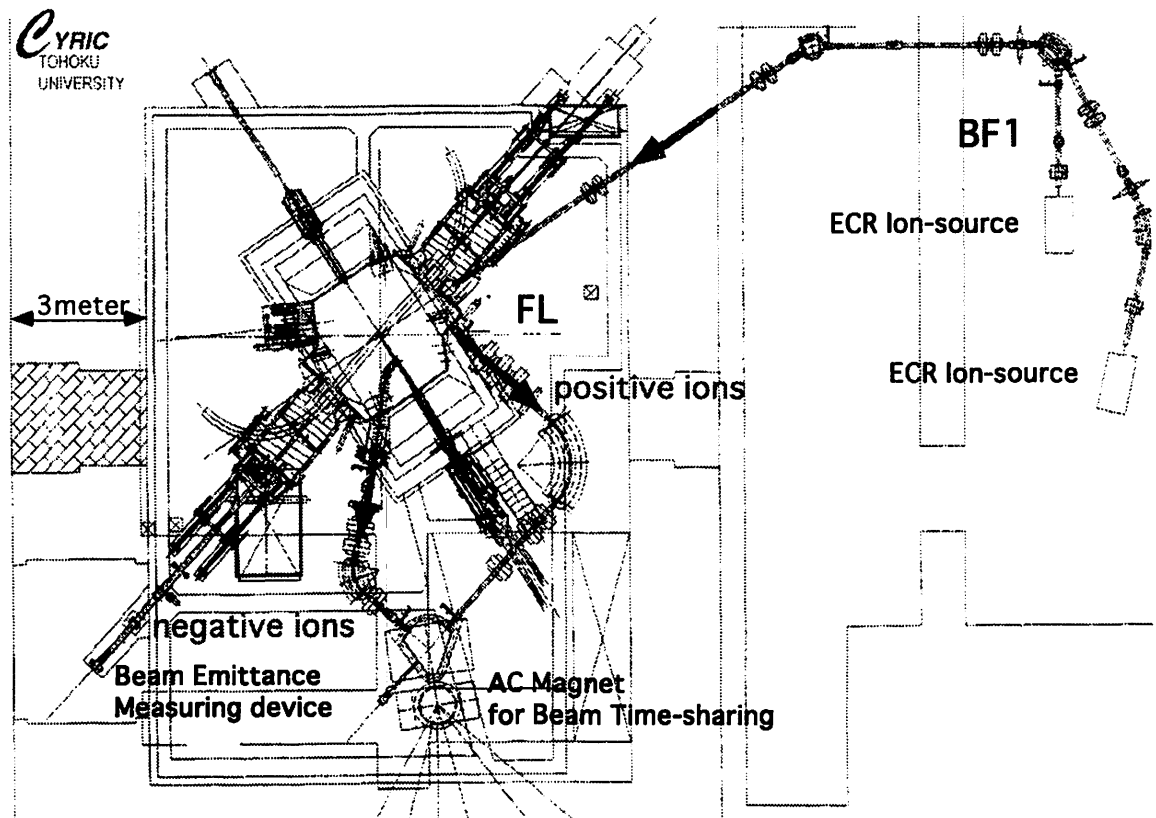 CYRIC
TOHOKU
UNIVERSITY
BF1
ECR Ion-source
3meter
FL
ECR Ion-source
positive ions
negative ions
Beam Emittance
Measuring device
AC Magnet
for Beam Time-sharing